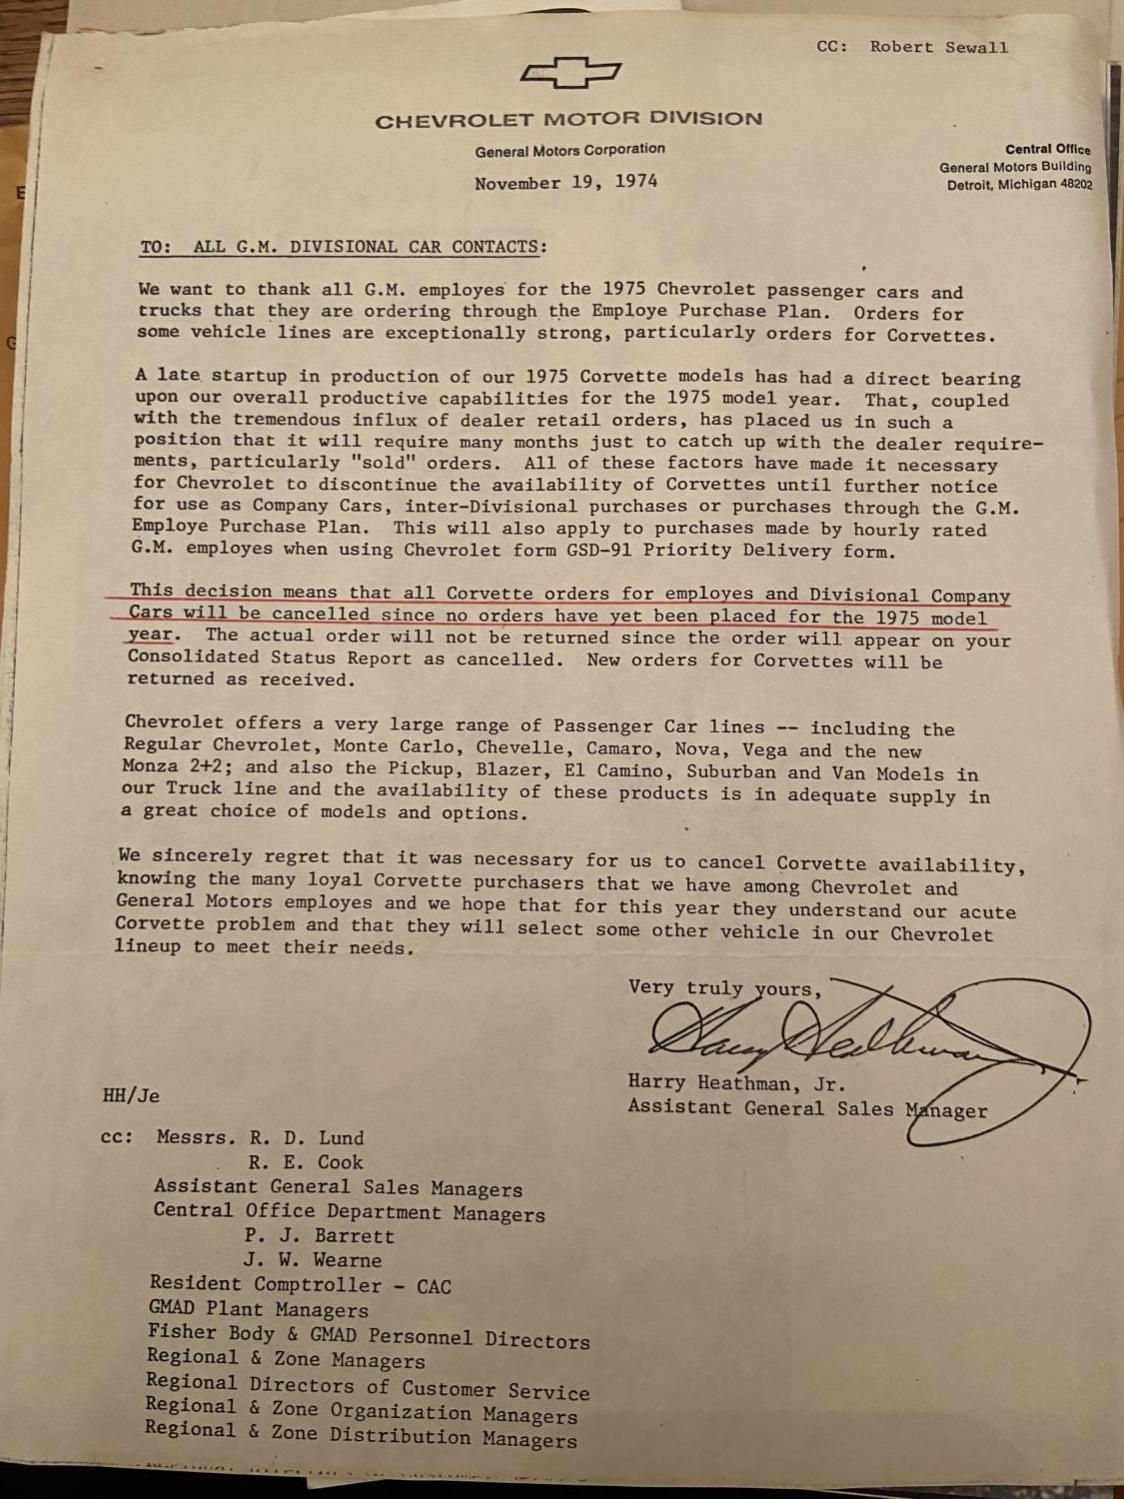 CC: Robert Sewall
CHEVROLET MOTOR DIVISION
General Motors Corporation
November 19, 1974
Central Office
General Motors Building
Detroit, Michigan 48202
TO: ALL G.M. DIVISIONAL CAR CONTACTS:
We want to thank all G.M. employes for the 1975 Chevrolet passenger cars and
trucks that they are ordering through the Employe Purchase Plan. Orders for
some vehicle lines are exceptionally strong, particularly orders for Corvettes.
A late startup in production of our 1975 Corvette models has had a direct bearing
upon our overall productive capabilities for the 1975 model year. That, coupled
with the tremendous influx of dealer retail orders, has placed us in such a
position that it will require many months just to catch up with the dealer require-
ments, particularly "sold" orders. All of these factors have made it necessary
for Chevrolet to discontinue the availability of Corvettes until further notice
for use as Company Cars, inter-Divisional purchases or purchases through the G.M.
Employe Purchase Plan. This will also apply to purchases made by hourly rated
G.M. employes when using Chevrolet form GSD-91 Priority Delivery form.
This decision means that all Corvette orders for employes and Divisional Company
Cars will be cancelled since no orders have yet been placed for the 1975 model
year. The actual order will not be returned since the order will appear on your
Consolidated Status Report as cancelled. New orders for Corvettes will be
returned as received.
Chevrolet offers a very large range of Passenger Car lines -- including the
Regular Chevrolet, Monte Carlo, Chevelle, Camaro, Nova, Vega and the new
Monza 2+2; and also the Pickup, Blazer, El Camino, Suburban and Van Models in
our Truck line and the availability of these products is in adequate supply in
a great choice of models and options.
We sincerely regret that it was necessary for us to cancel Corvette availability,
knowing the many loyal Corvette purchasers that we have among Chevrolet and
General Motors employes and we hope that for this year they understand our acute
Corvette problem and that they will select some other vehicle in our Chevrolet
lineup to meet their needs.
Very truly yours,
Harry Heathman
Harry Heathman, Jr.
Assistant General Sales Manager
HH/Je
cc: Messrs. R. D. Lund
R. E. Cook
Assistant General Sales Managers
Central Office Department Managers
P. J. Barrett
J. W. Wearne
Resident Comptroller - CAC
GMAD Plant Managers
Fisher Body & GMAD Personnel Directors
Regional & Zone Managers
Regional Directors of Customer Service
Regional & Zone Organization Managers
Regional & Zone Distribution Managers